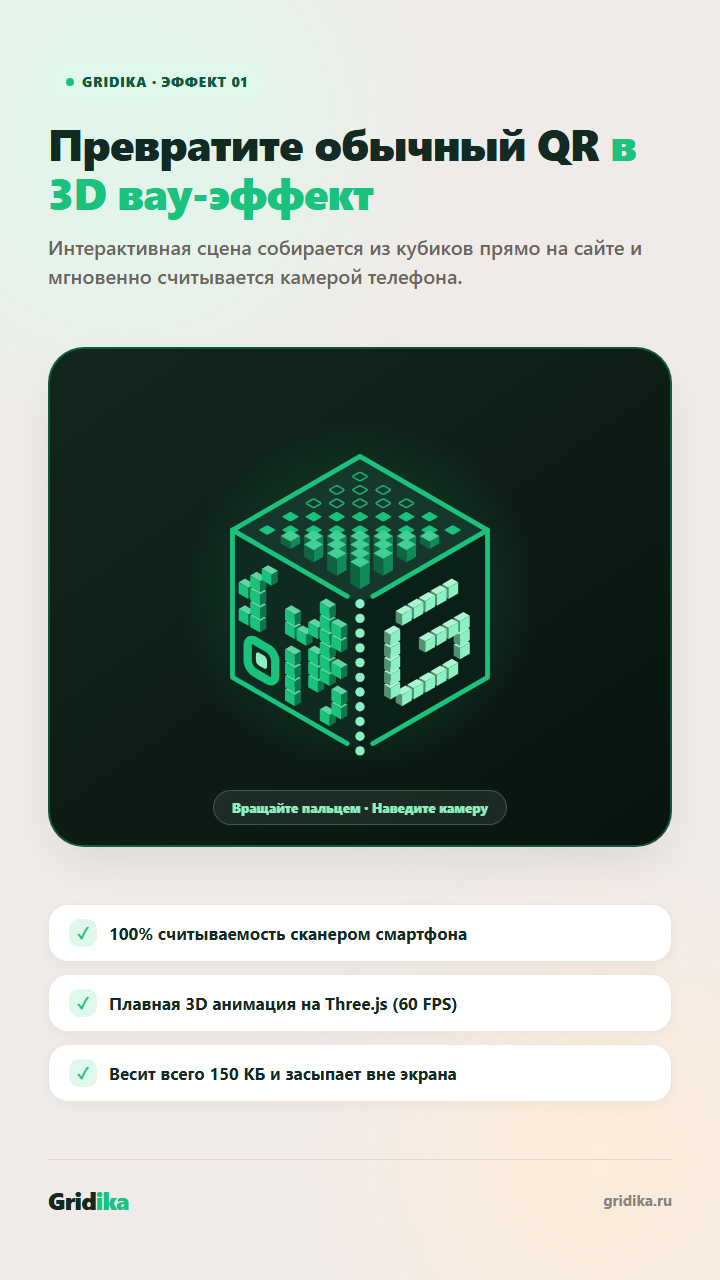 GRIDIKA · ЭФФЕКТ 01
Превратите обычный QR в
3D вау-эффект
Интерактивная сцена собирается из кубиков прямо на сайте и
мгновенно считывается камерой телефона.
G
Вращайте пальцем · Наведите камеру
100% считываемость сканером смартфона
Плавная 3D анимация на Three.js (60 FPS)
Весит всего 150 КБ и засыпает вне экрана
Gridika
gridika.ru